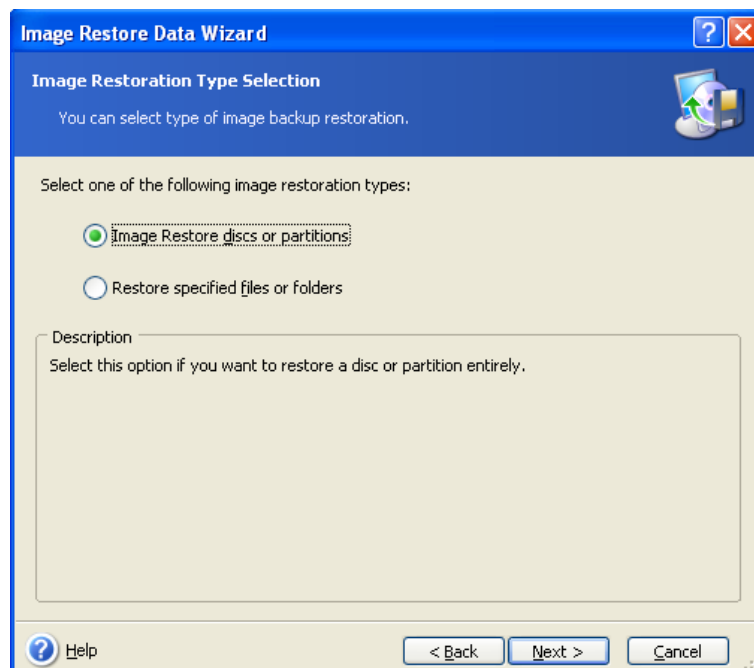 Image Restore Data Wizard
?
Image Restoration Type Selection
You can select type of image backup restoration.
Select one of the following image restoration types:
Image Restore discs or partitions
Restore specified files or folders
Description
Select this option if you want to restore a disc or partition entirely.
? Help
< Back
Next >
Cancel